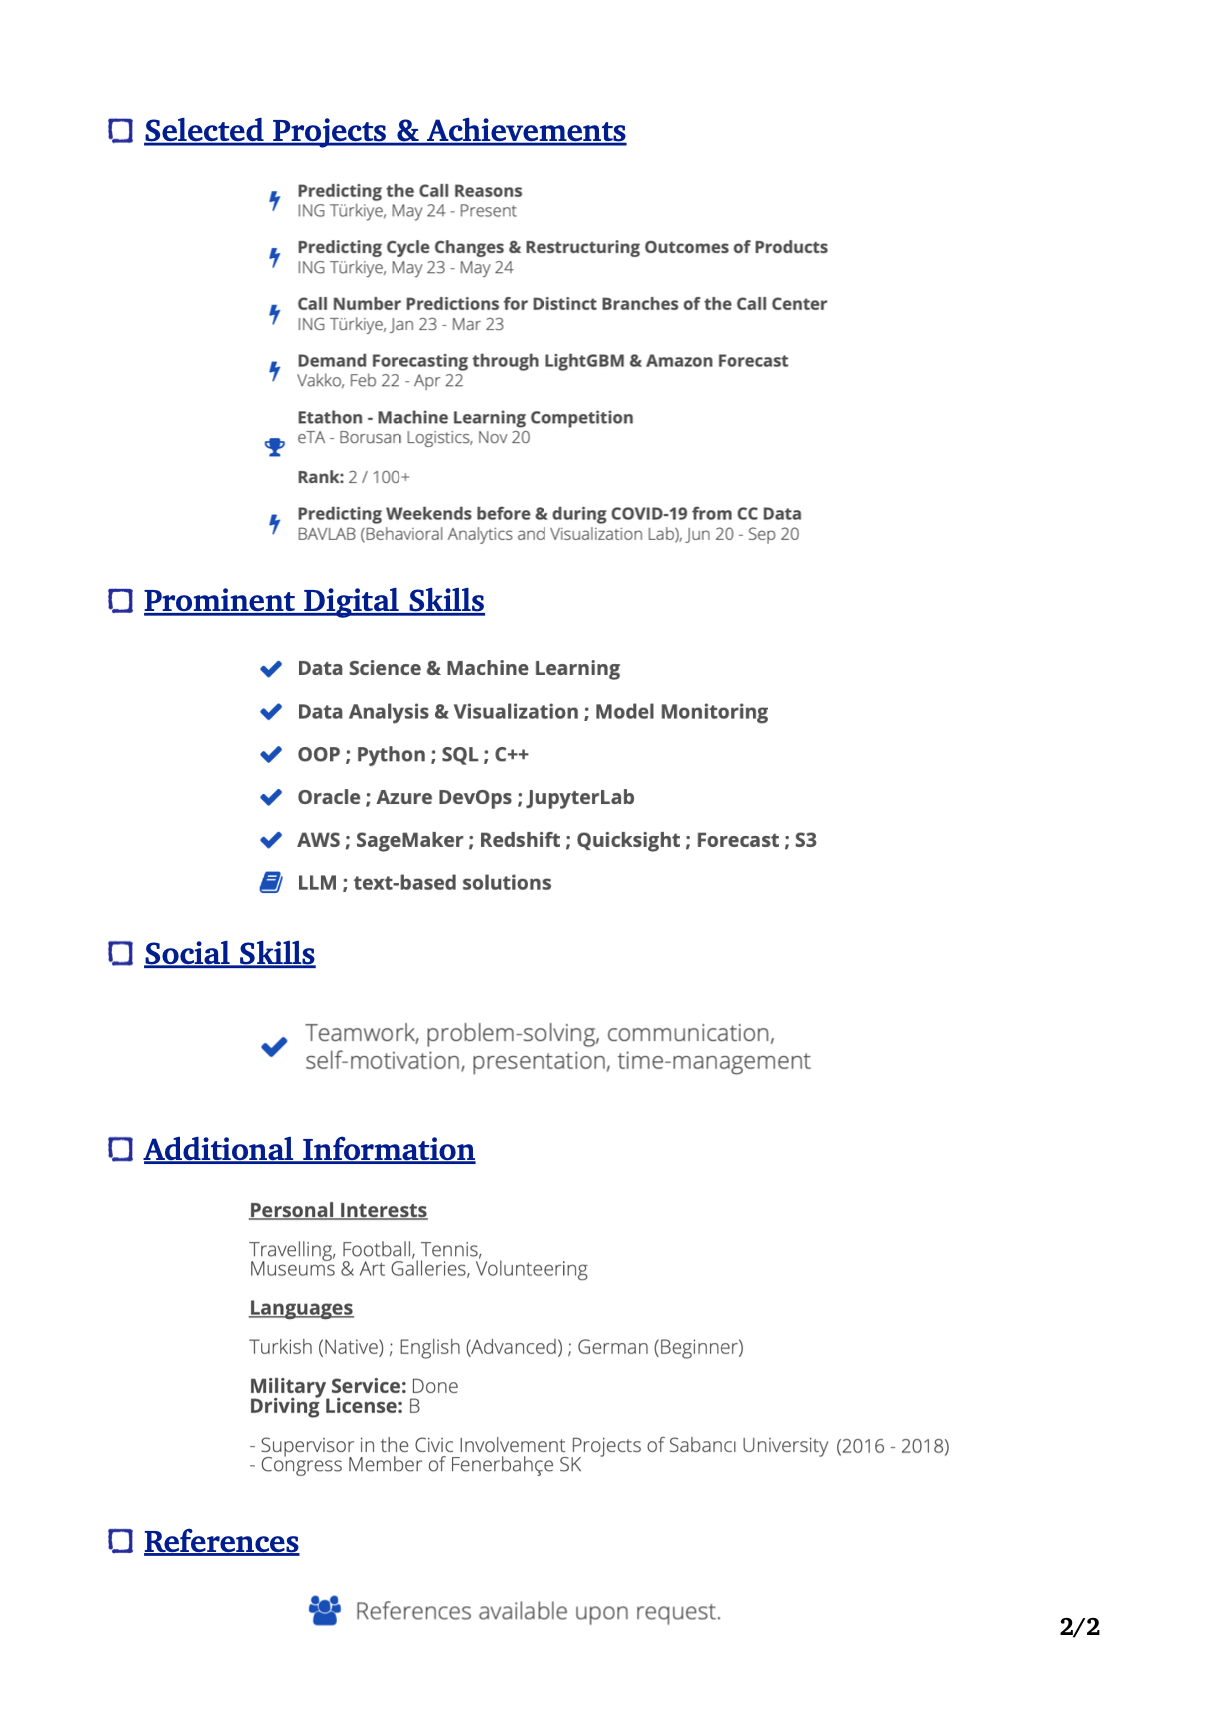 Selected Projects & Achievements
Predicting the Call Reasons
ING Türkiye, May 24 - Present
Predicting Cycle Changes & Restructuring Outcomes of Products
ING Türkiye, May 23 - May 24
Call Number Predictions for Distinct Branches of the Call Center
ING Türkiye, Jan 23 - Mar 23
Demand Forecasting through LightGBM & Amazon Forecast
Vakko, Feb 22 - Apr 22
Etathon - Machine Learning Competition
eTA - Borusan Logistics, Nov 20
Rank: 2 / 100+
Predicting Weekends before & during COVID-19 from CC Data
BAVLAB (Behavioral Analytics and Visualization Lab), Jun 20 - Sep 20
Prominent Digital Skills
Data Science & Machine Learning
Data Analysis & Visualization ; Model Monitoring
OOP ; Python ; SQL ; C++
Oracle ; Azure DevOps ; JupyterLab
AWS ; SageMaker ; Redshift ; Quicksight ; Forecast ; S3
LLM ; text-based solutions
Social Skills
Teamwork, problem-solving, communication,
self-motivation, presentation, time-management
Additional Information
Personal Interests
Travelling, Football, Tennis,
Museums & Art Galleries, Volunteering
Languages
Turkish (Native) ; English (Advanced) ; German (Beginner)
Military Service: Done
Driving License: B
- Supervisor in the Civic Involvement Projects of Sabancı University (2016 - 2018)
- Congress Member of Fenerbahçe SK
References
References available upon request.
2/2